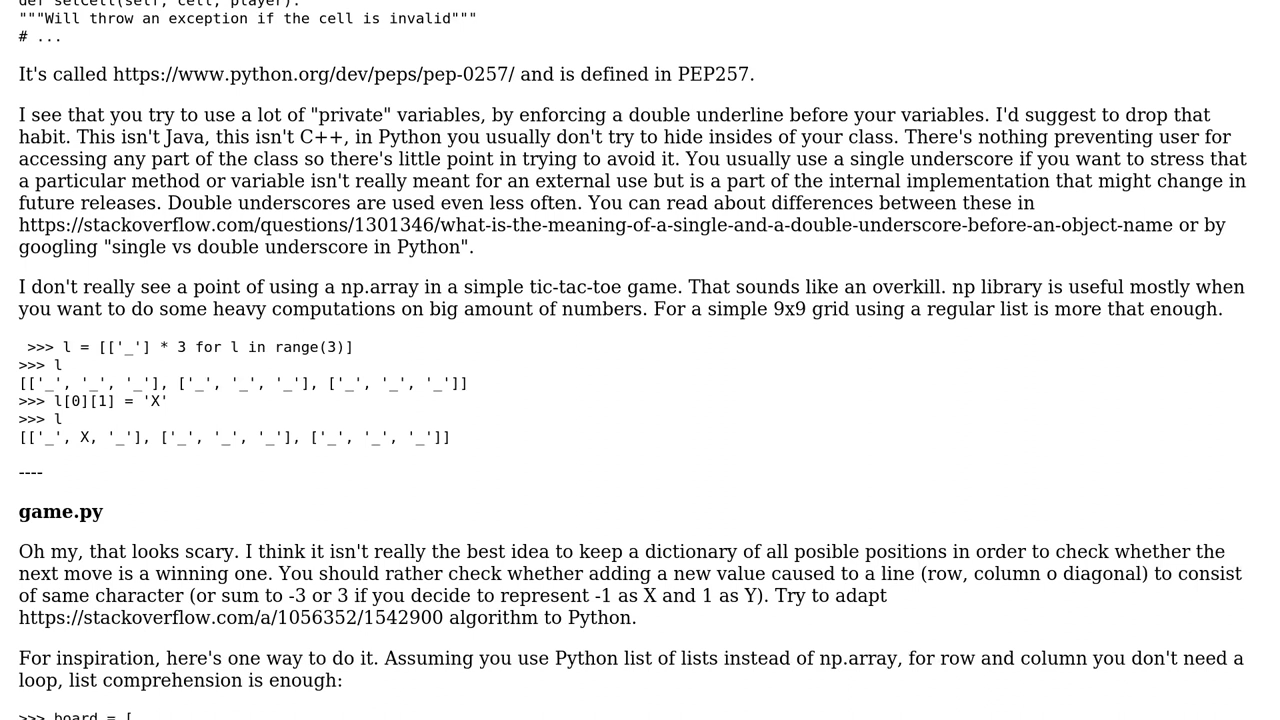 def setCell(self, cell, player):
"""Will throw an exception if the cell is invalid"""
# ...
It's called https://www.python.org/dev/peps/pep-0257/ and is defined in PEP257.
I see that you try to use a lot of "private" variables, by enforcing a double underline before your variables. I'd suggest to drop that
habit. This isn't Java, this isn't C++, in Python you usually don't try to hide insides of your class. There's nothing preventing user for
accessing any part of the class so there's little point in trying to avoid it. You usually use a single underscore if you want to stress that
a particular method or variable isn't really meant for an external use but is a part of the internal implementation that might change in
future releases. Double underscores are used even less often. You can read about differences between these in
https://stackoverflow.com/questions/1301346/what-is-the-meaning-of-a-single-and-a-double-underscore-before-an-object-name or by
googling "single vs double underscore in Python".
I don't really see a point of using a np.array in a simple tic-tac-toe game. That sounds like an overkill. np library is useful mostly when
you want to do some heavy computations on big amount of numbers. For a simple 9x9 grid using a regular list is more that enough.
>>> l = [['_'] * 3 for l in range(3)]
>>> l
[['_', '_', '_'], ['_', '_', '_'], ['_', '_', '_']]
>>> l[0][1] = 'X'
>>> l
[['_', X, '_'], ['_', '_', '_'], ['_', '_', '_']]
----
game.py
Oh my, that looks scary. I think it isn't really the best idea to keep a dictionary of all posible positions in order to check whether the
next move is a winning one. You should rather check whether adding a new value caused to a line (row, column o diagonal) to consist
of same character (or sum to -3 or 3 if you decide to represent -1 as X and 1 as Y). Try to adapt
https://stackoverflow.com/a/1056352/1542900 algorithm to Python.
For inspiration, here's one way to do it. Assuming you use Python list of lists instead of np.array, for row and column you don't need a
loop, list comprehension is enough:
>>> board = [